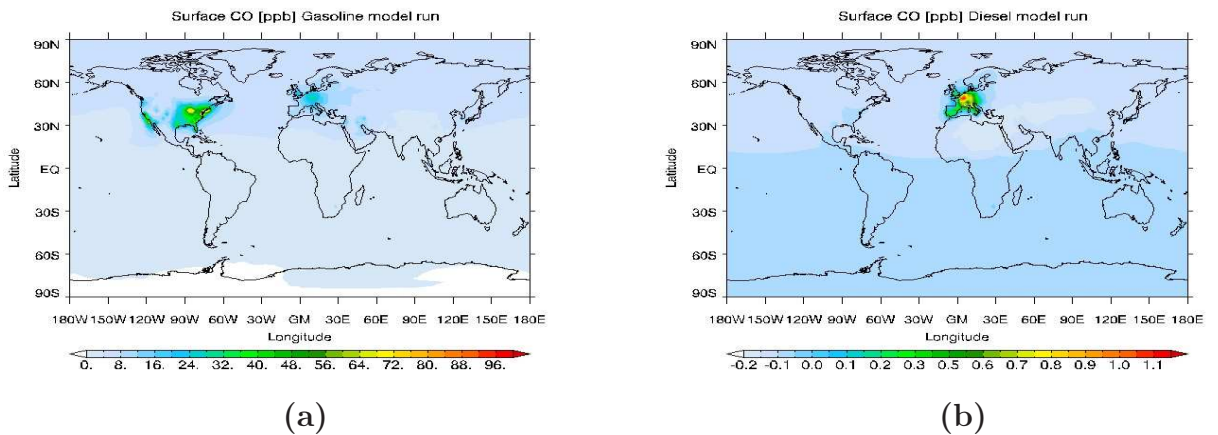 Surface CO [ppb] Gasoline model run
90N
60N
30N
EQ
30S
60S
90S
Latitude
180W 150W 120W 90W 60W 30W GM 30E 60E 90E 120E 150E 180E
Longitude
0. 8. 16. 24. 32. 40. 48. 56. 64. 72. 80. 88. 96.
(a)
Surface CO [ppb] Diesel model run
90N
60N
30N
EQ
30S
60S
90S
Latitude
180W 150W 120W 90W 60W 30W GM 30E 60E 90E 120E 150E 180E
Longitude
-0.2 -0.1 0.0 0.1 0.2 0.3 0.4 0.5 0.6 0.7 0.8 0.9 1.0 1.1
(b)